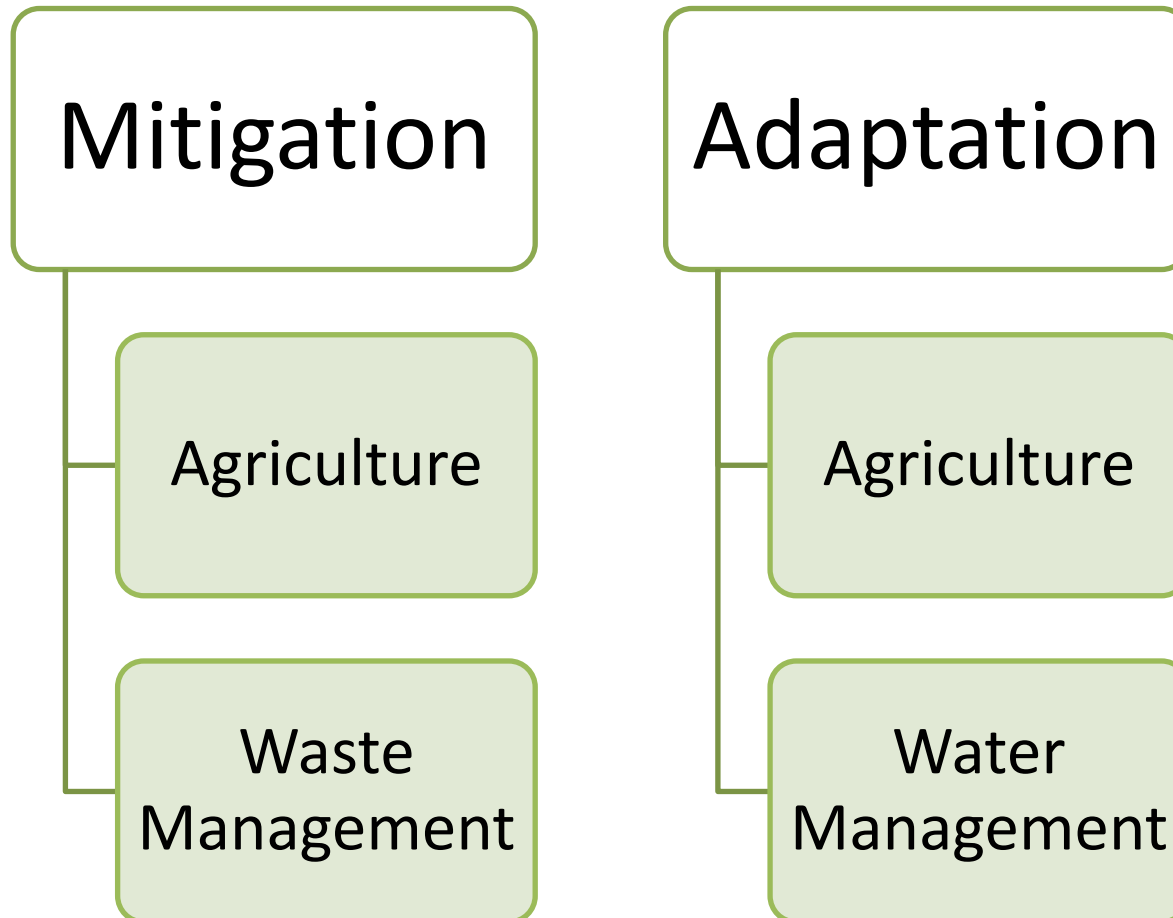 Mitigation
Agriculture
Waste
Management
Adaptation
Agriculture
Water
Management